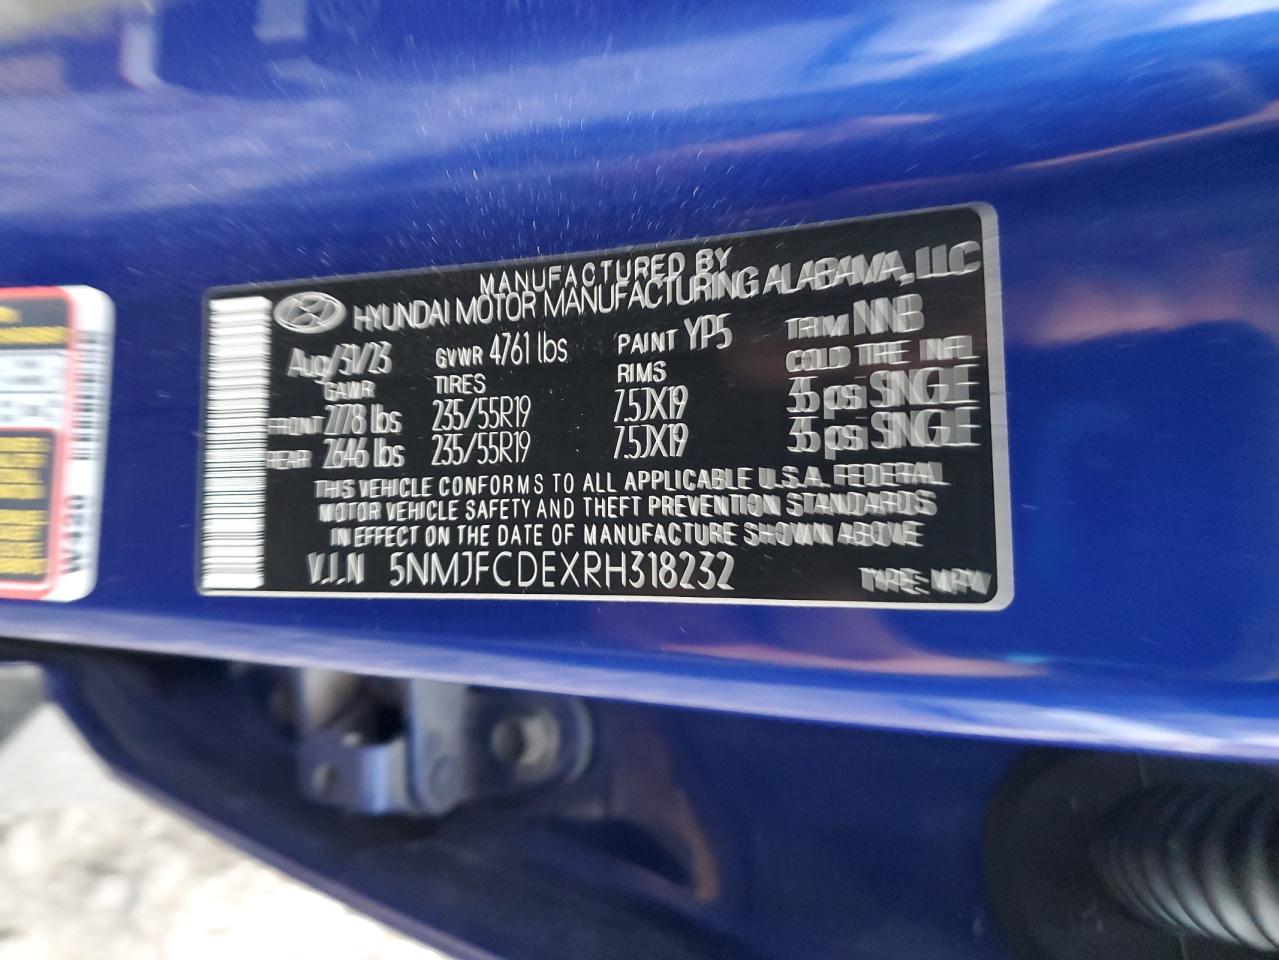 MANUFACTURED BY
HYUNDAI MOTOR MANUFACTURING ALABAMA, LLC
Aug/31/23 GVWR 4761 lbs PAINT YP5 TRIM NNB
GAWR TIRES RIMS COLD TIRE INFL
FRONT 2778 lbs 235/55R19 7.5JX19 35 psi SINGLE
REAR 2646 lbs 235/55R19 7.5JX19 35 psi SINGLE
THIS VEHICLE CONFORMS TO ALL APPLICABLE U.S.A. FEDERAL
MOTOR VEHICLE SAFETY AND THEFT PREVENTION STANDARDS
IN EFFECT ON THE DATE OF MANUFACTURE SHOWN ABOVE
V.I.N 5NMJFCDEXRH318232 TYPE:MPV